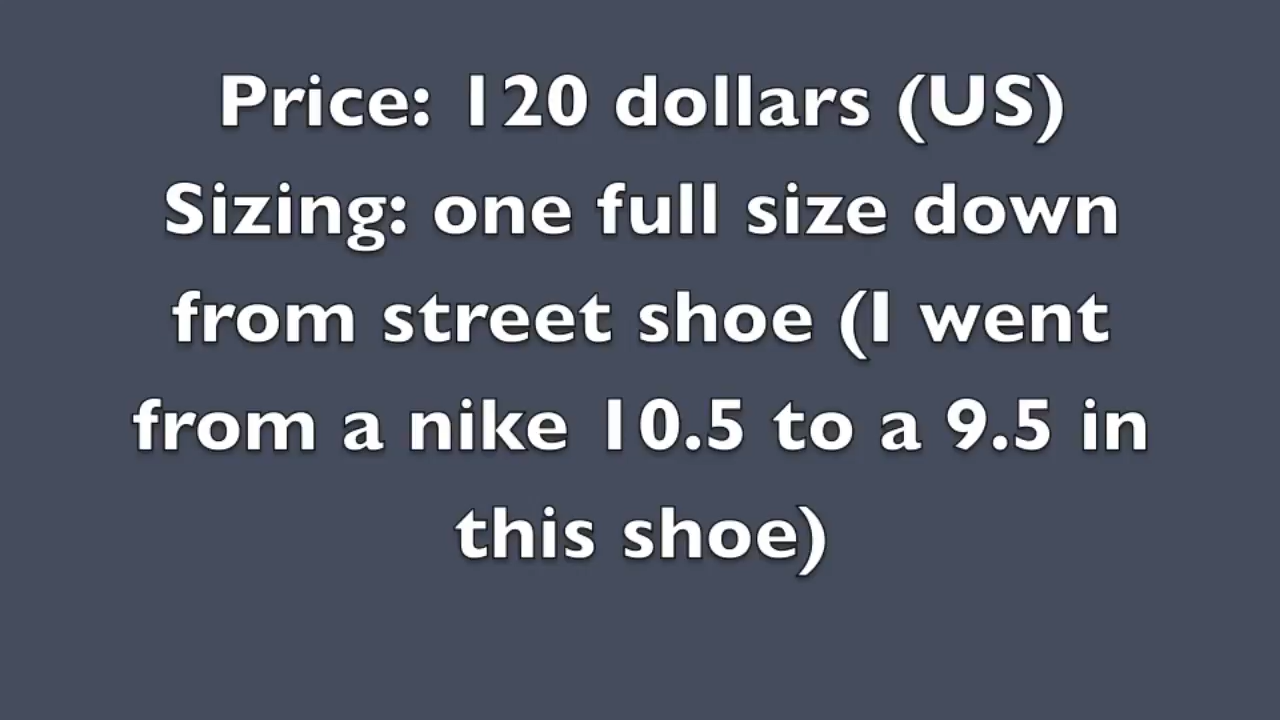 Price: 120 dollars (US)
Sizing: one full size down
from street shoe (I went
from a nike 10.5 to a 9.5 in
this shoe)